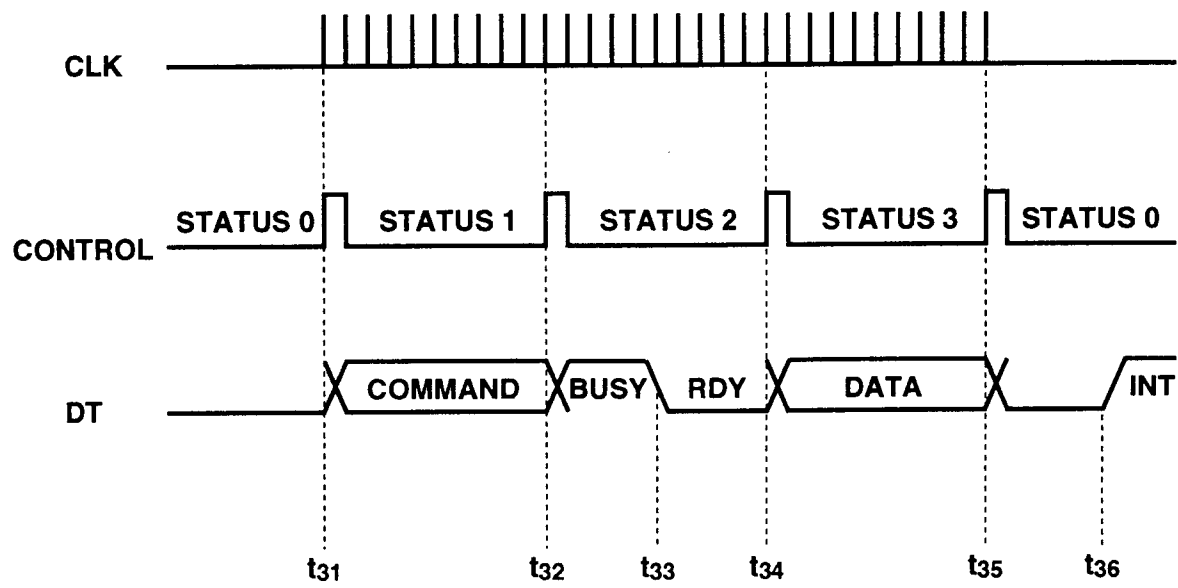 CLK
STATUS 0 STATUS 1 STATUS 2 STATUS 3 STATUS 0
CONTROL
COMMAND BUSY RDY DATA INT
DT
t31 t32 t33 t34 t35 t36